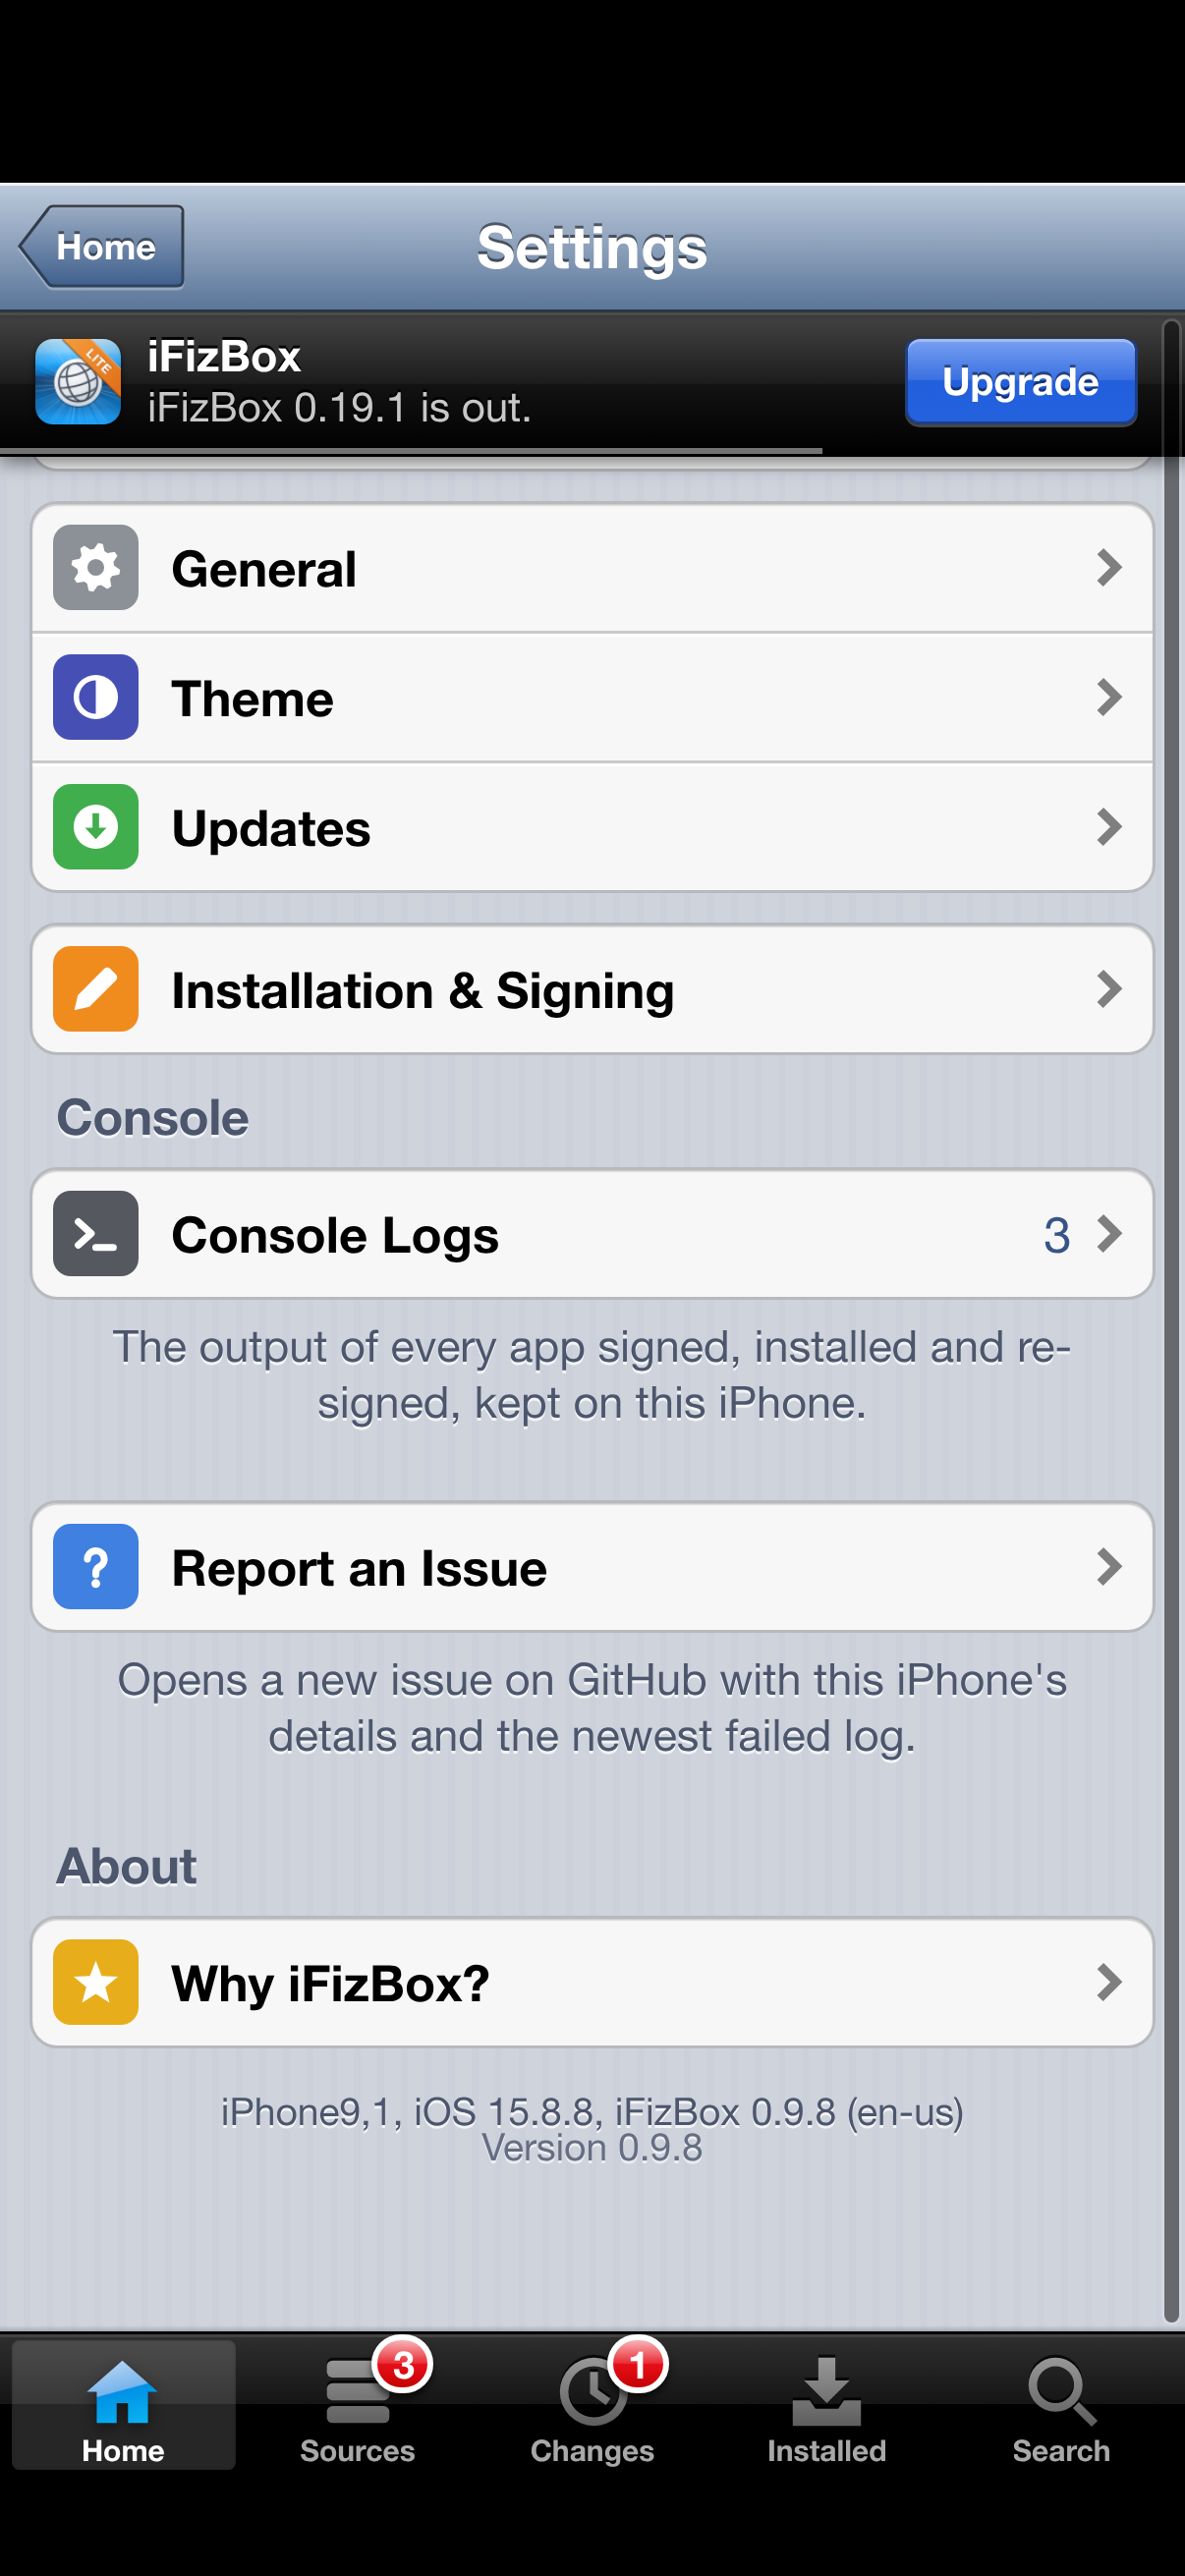 Home
Settings
LITE
iFizBox
iFizBox 0.19.1 is out.
Upgrade
General
Theme
Updates
Installation & Signing
Console
Console Logs
3
The output of every app signed, installed and re-
signed, kept on this iPhone.
Report an Issue
Opens a new issue on GitHub with this iPhone's
details and the newest failed log.
About
Why iFizBox?
iPhone9,1, iOS 15.8.8, iFizBox 0.9.8 (en-us)
Version 0.9.8
3
1
Home
Sources
Changes
Installed
Search